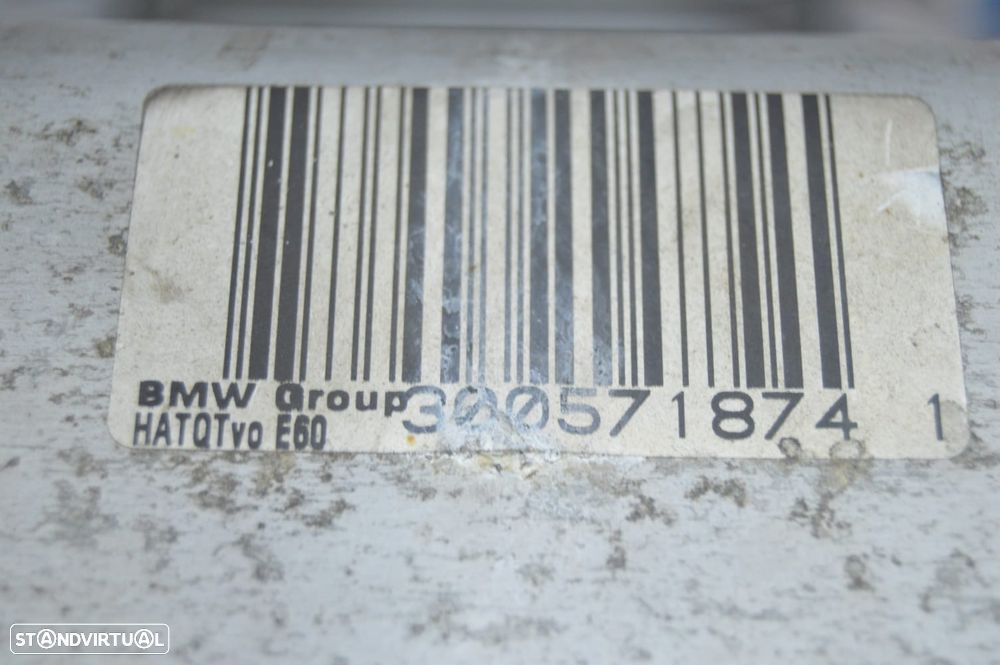 BMW Group 300571874 1
HATQTvo E60
STANDVIRTUAL